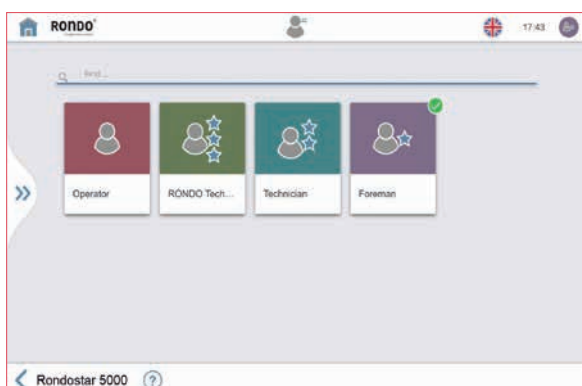 RONDO
17:43
find...
Operator
RONDO Tech...
Technician
Foreman
Rondostar 5000 ?